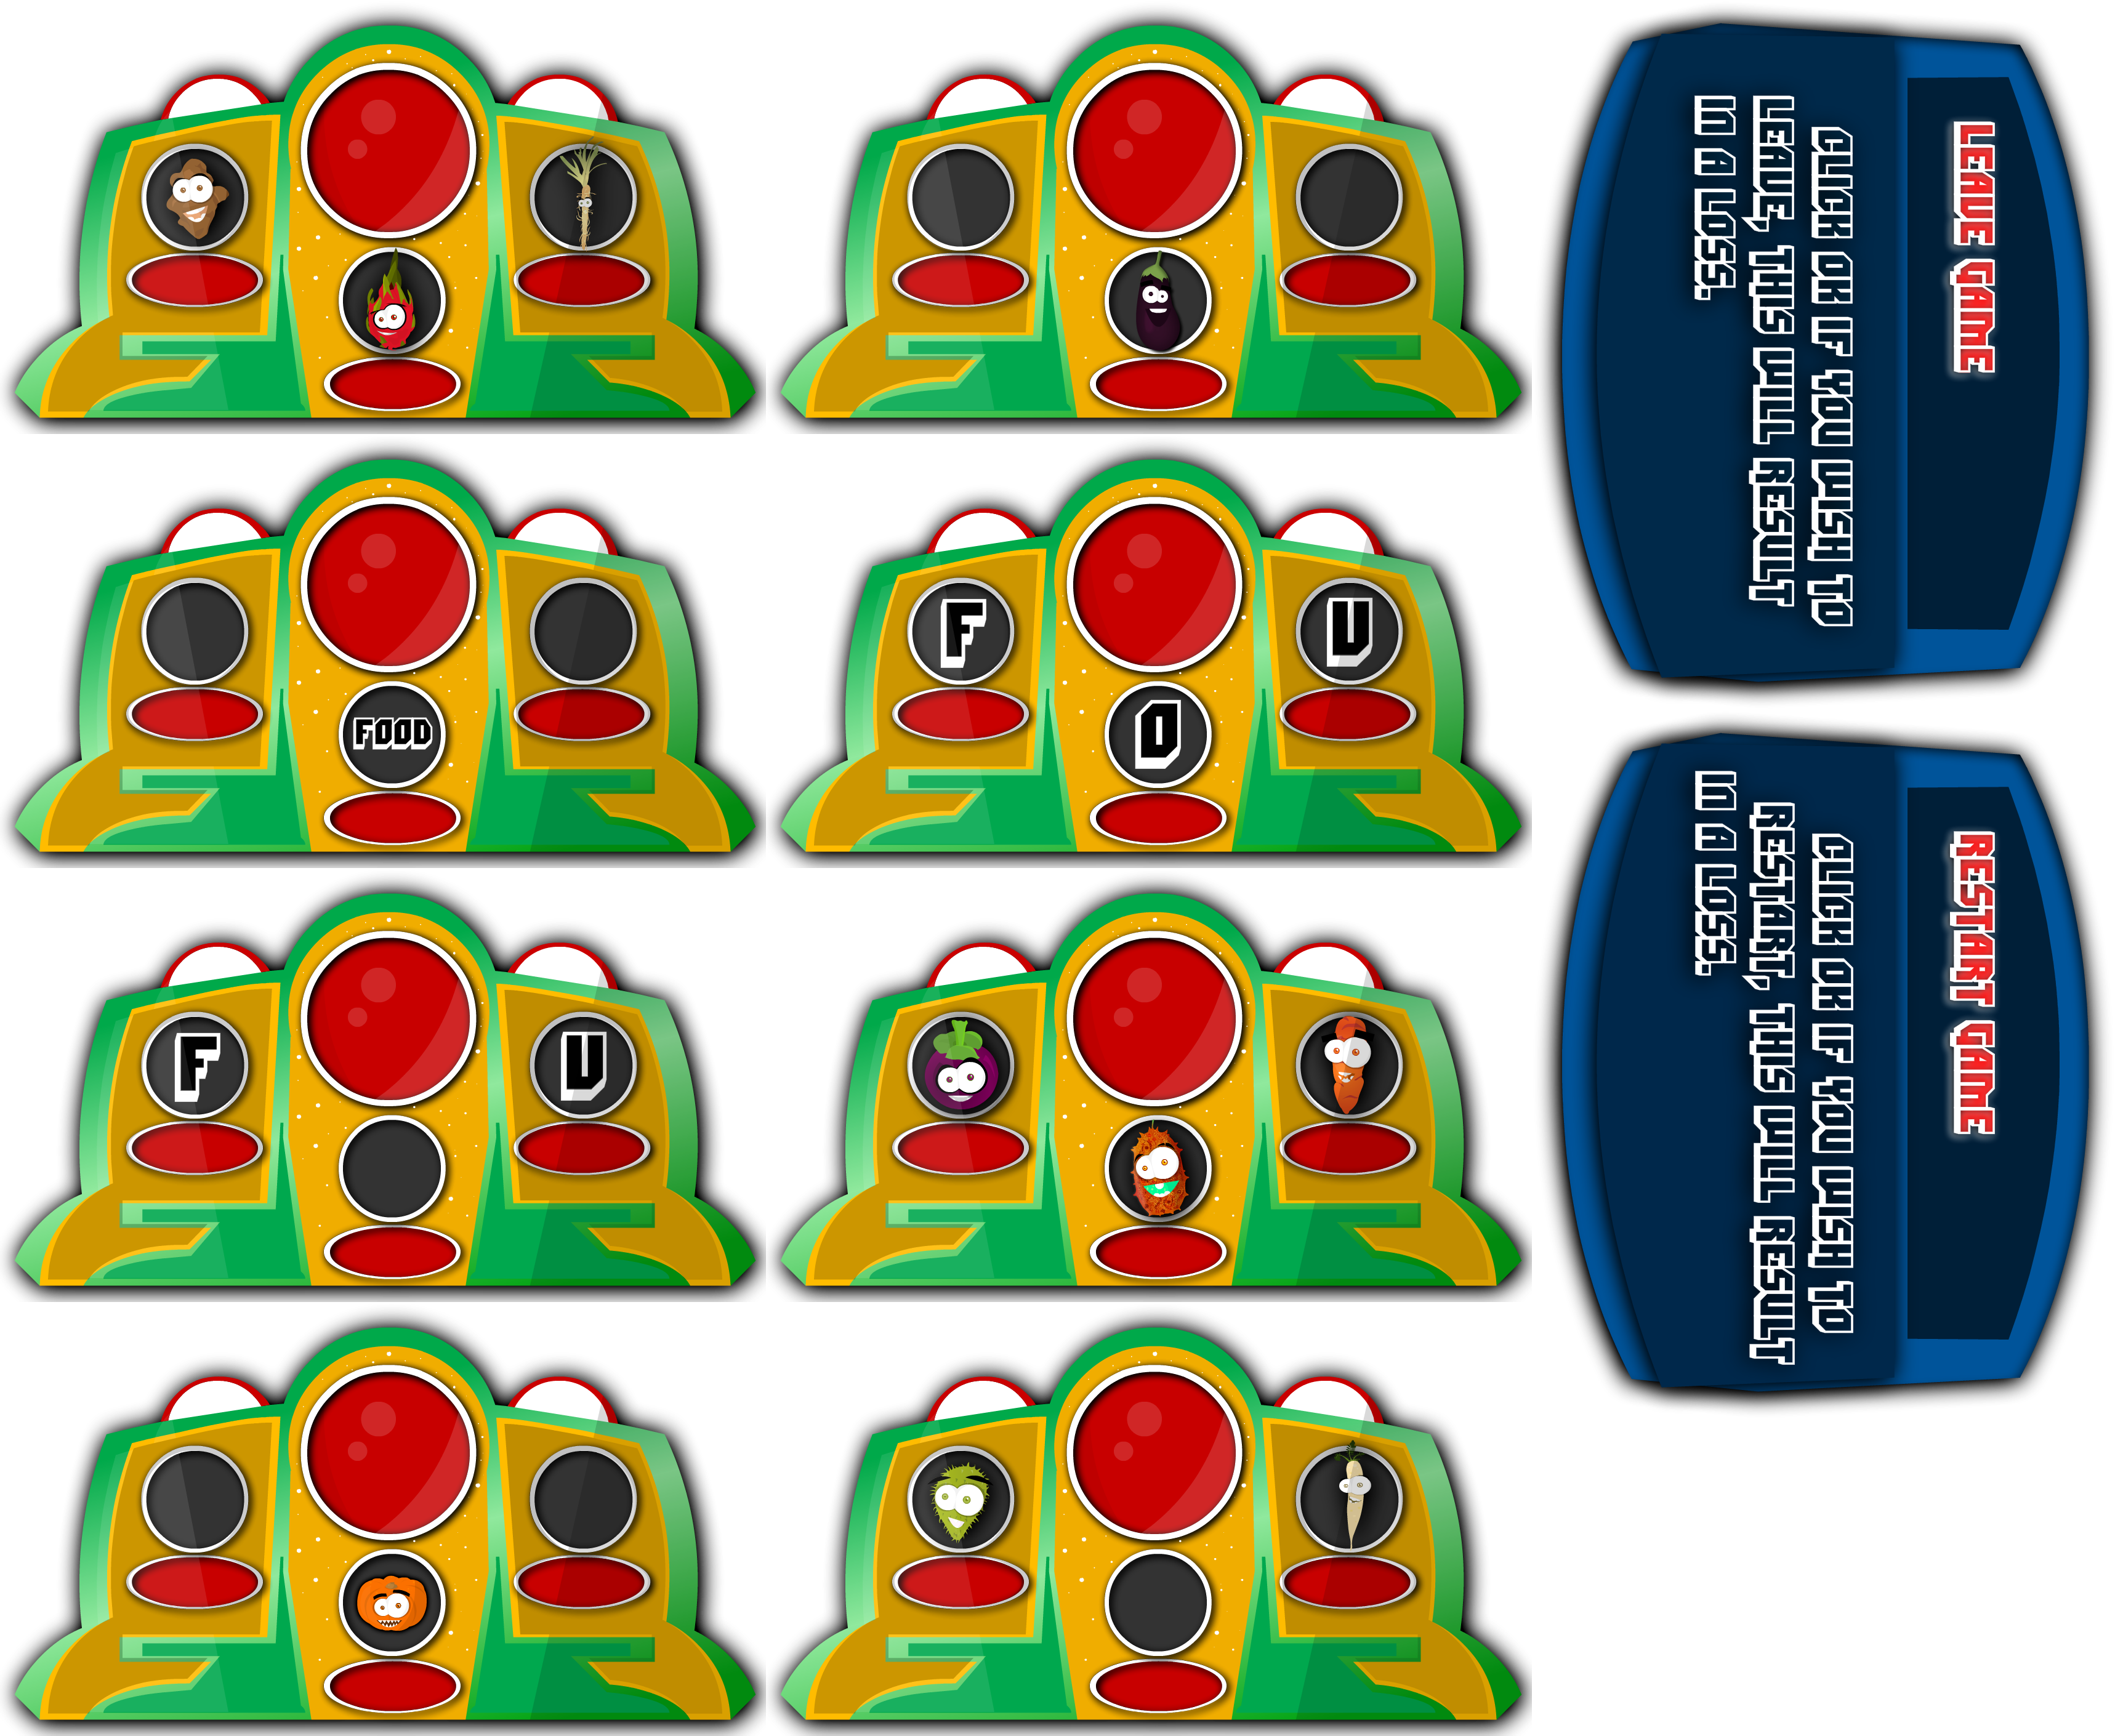 FOOD
F
U
O
F
U
LEAVE GAME
CLICK OK IF YOU WISH TO
LEAVE, THIS WILL RESULT
IN A LOSS.
RESTART GAME
CLICK OK IF YOU WISH TO
RESTART, THIS WILL RESULT
IN A LOSS.